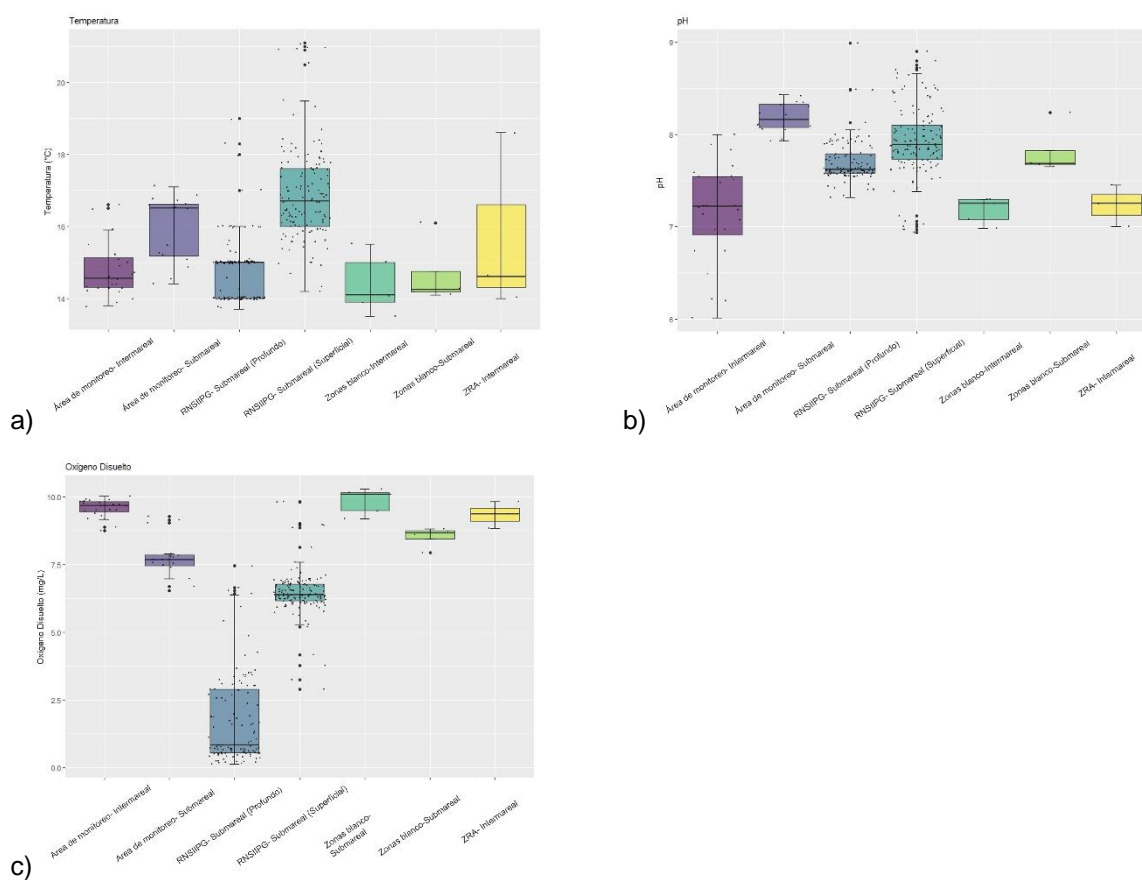 Temperatura
Temperatura (°C)
20
18
16
14
Área de monitoreo- Intermareal
Área de monitoreo- Submareal
RNSIIPG- Submareal (Profundo)
RNSIIPG- Submareal (Superficial)
Zonas blanco-Intermareal
Zonas blanco-Submareal
ZRA- Intermareal
a)
pH
pH
9
8
7
6
Área de monitoreo- Intermareal
Área de monitoreo- Submareal
RNSIIPG- Submareal (Profundo)
RNSIIPG- Submareal (Superficial)
Zonas blanco-Intermareal
Zonas blanco-Submareal
ZRA- Intermareal
b)
Oxígeno Disuelto
Oxígeno Disuelto (mg/L)
10.0
7.5
5.0
2.5
0.0
Área de monitoreo- Intermareal
Área de monitoreo- Submareal
RNSIIPG- Submareal (Profundo)
RNSIIPG- Submareal (Superficial)
Zonas blanco-
Submareal
Zonas blanco-Submareal
ZRA- Intermareal
c)